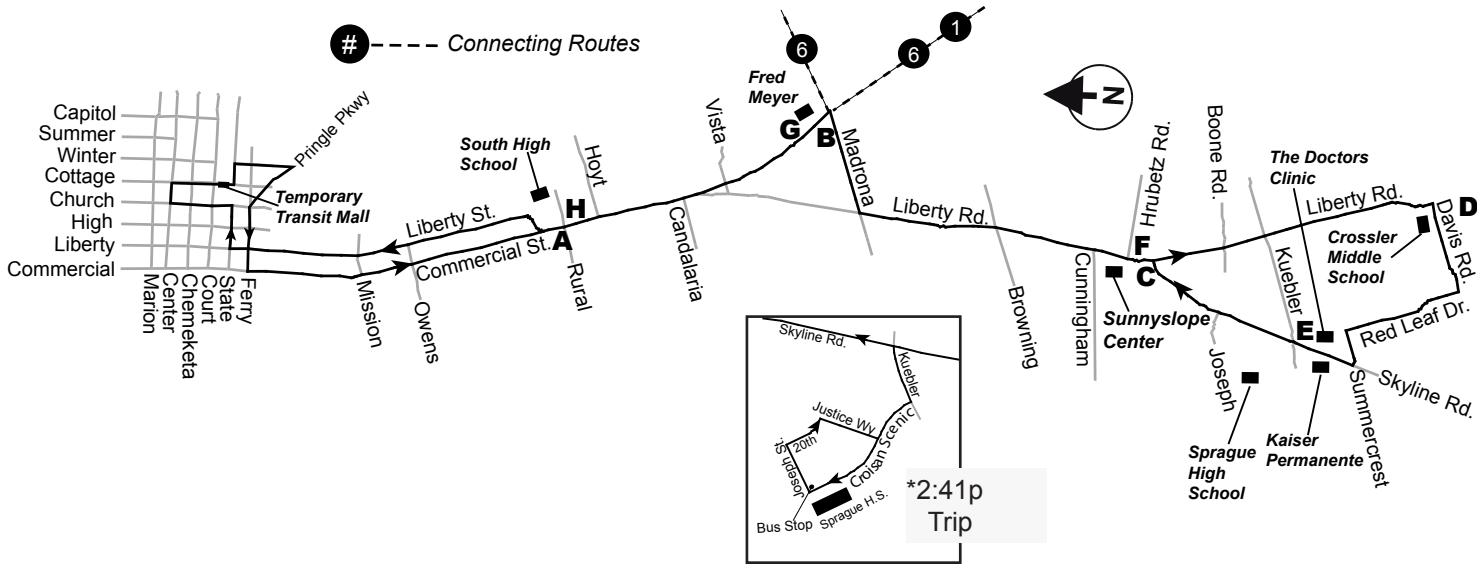 # Connecting Routes
6
6
1
Fred
Meyer
G
B
Madrona
N
Capitol
Summer
Winter
Cottage
Church
High
Liberty
Commercial
Pringle Pkwy
Temporary
Transit Mall
Marion
Center
Chemeketa
Court
State
Ferry
Mission
Owens
Liberty St.
Commercial St.
South High
School
H
A
Rural
Hoyt
Candalaria
Vista
Liberty Rd.
Browning
Cunningham
Hrubetz Rd.
F
C
Sunnyslope
Center
Boone Rd.
Joseph
Kuebler
The Doctors
Clinic
E
Liberty Rd.
D
Davis Rd.
Crossler
Middle
School
Red Leaf Dr.
Skyline Rd.
Summercrest
Kaiser
Permanente
Sprague
High
School
Skyline Rd.
Kuebler
Justice Wy
20th
Joseph St.
Croisan Scenic
Sprague H.S.
Bus Stop
*2:41p
Trip